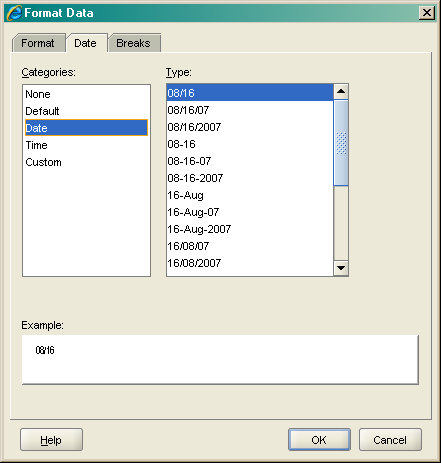 Format Data
Format Date Breaks
Categories:
None
Default
Date
Time
Custom
Type:
08/16
08/16/07
08/16/2007
08-16
08-16-07
08-16-2007
16-Aug
16-Aug-07
16-Aug-2007
16/08/07
16/08/2007
Example:
08/16
Help OK Cancel